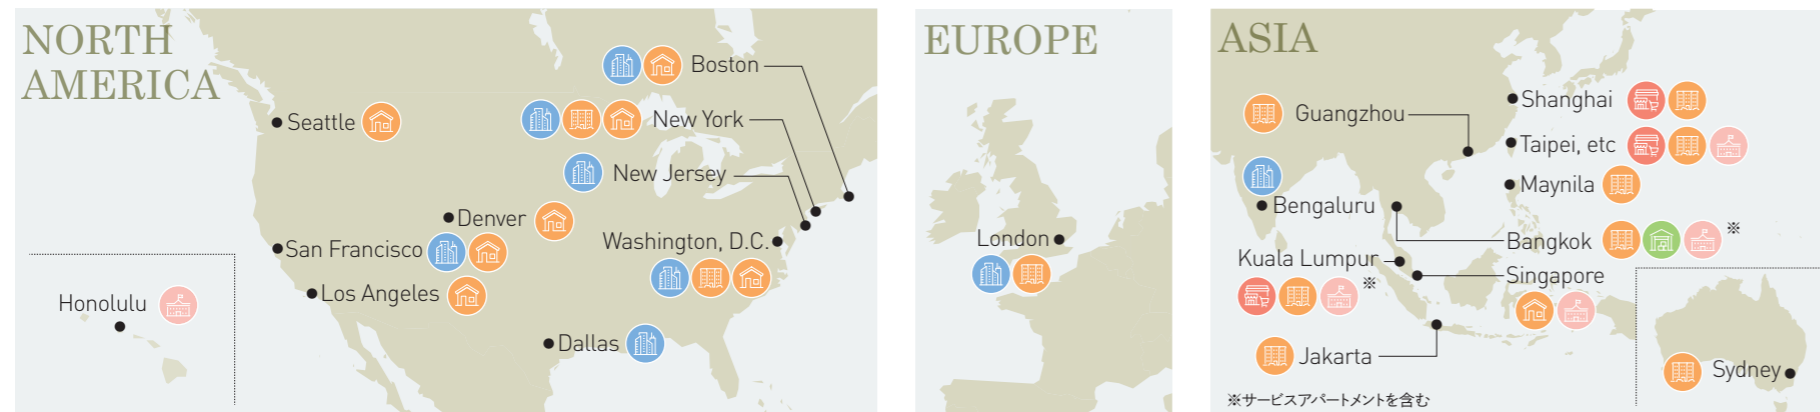 NORTH
AMERICA
Boston
Seattle
New York
New Jersey
Denver
San Francisco
Washington, D.C.
Los Angeles
Honolulu
Dallas
EUROPE
London
ASIA
Guangzhou
Shanghai
Taipei, etc
Maynila
Bengaluru
Bangkok ※
Kuala Lumpur
※
Singapore
Jakarta
Sydney
※サービスアパートメントを含む